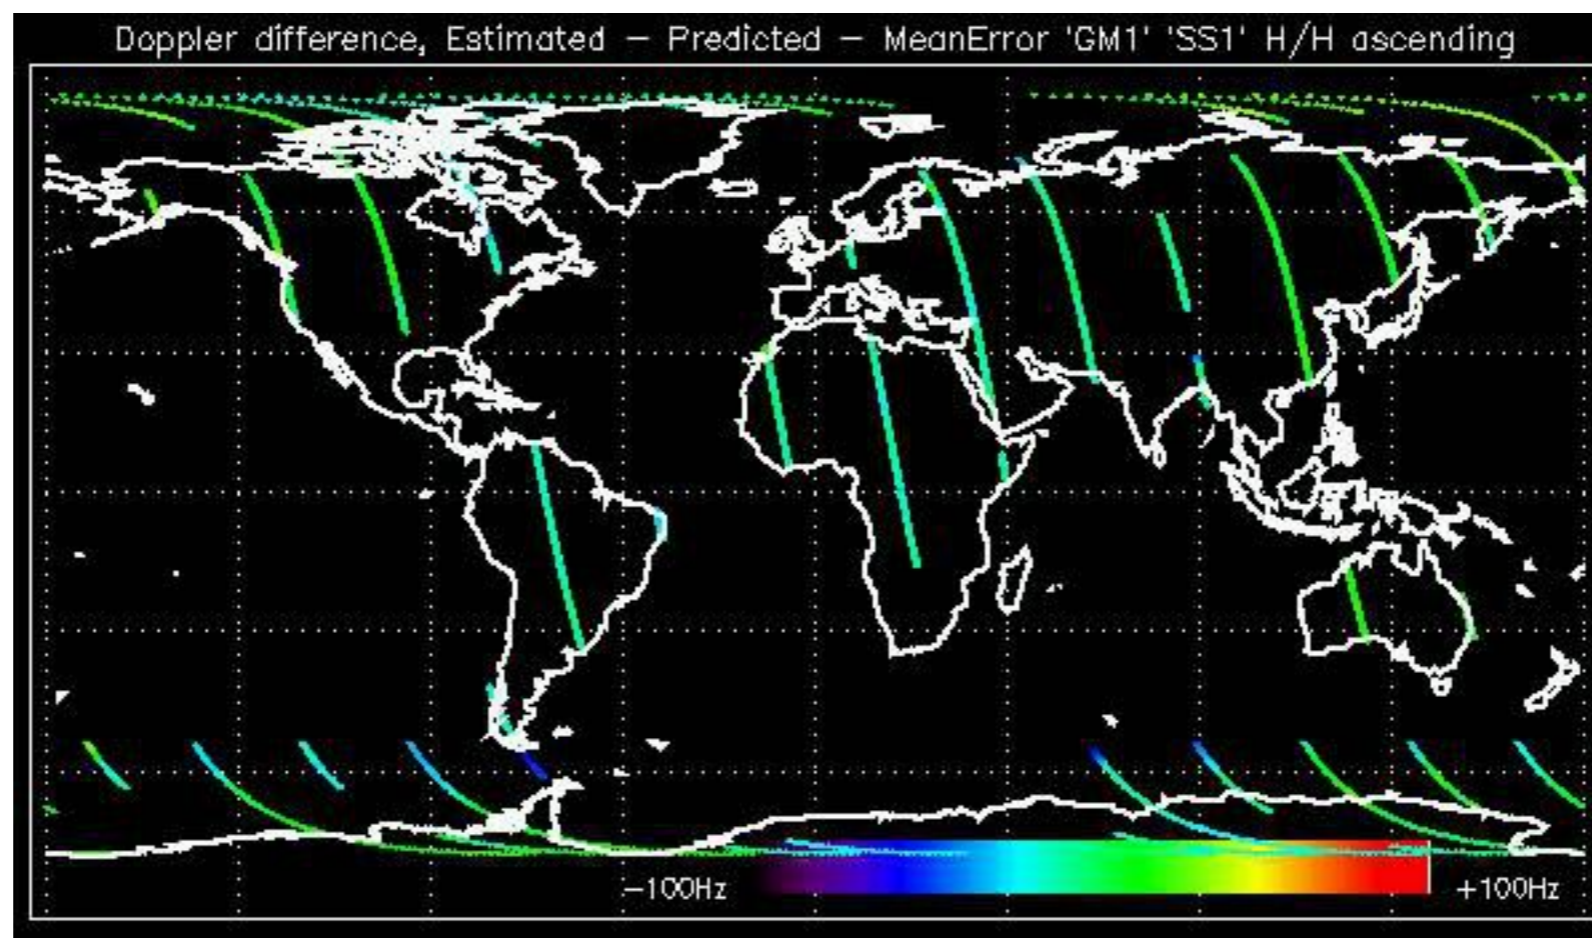 Doppler difference, Estimated – Predicted – MeanError 'GM1' 'SS1' H/H ascending
–100Hz
+100Hz